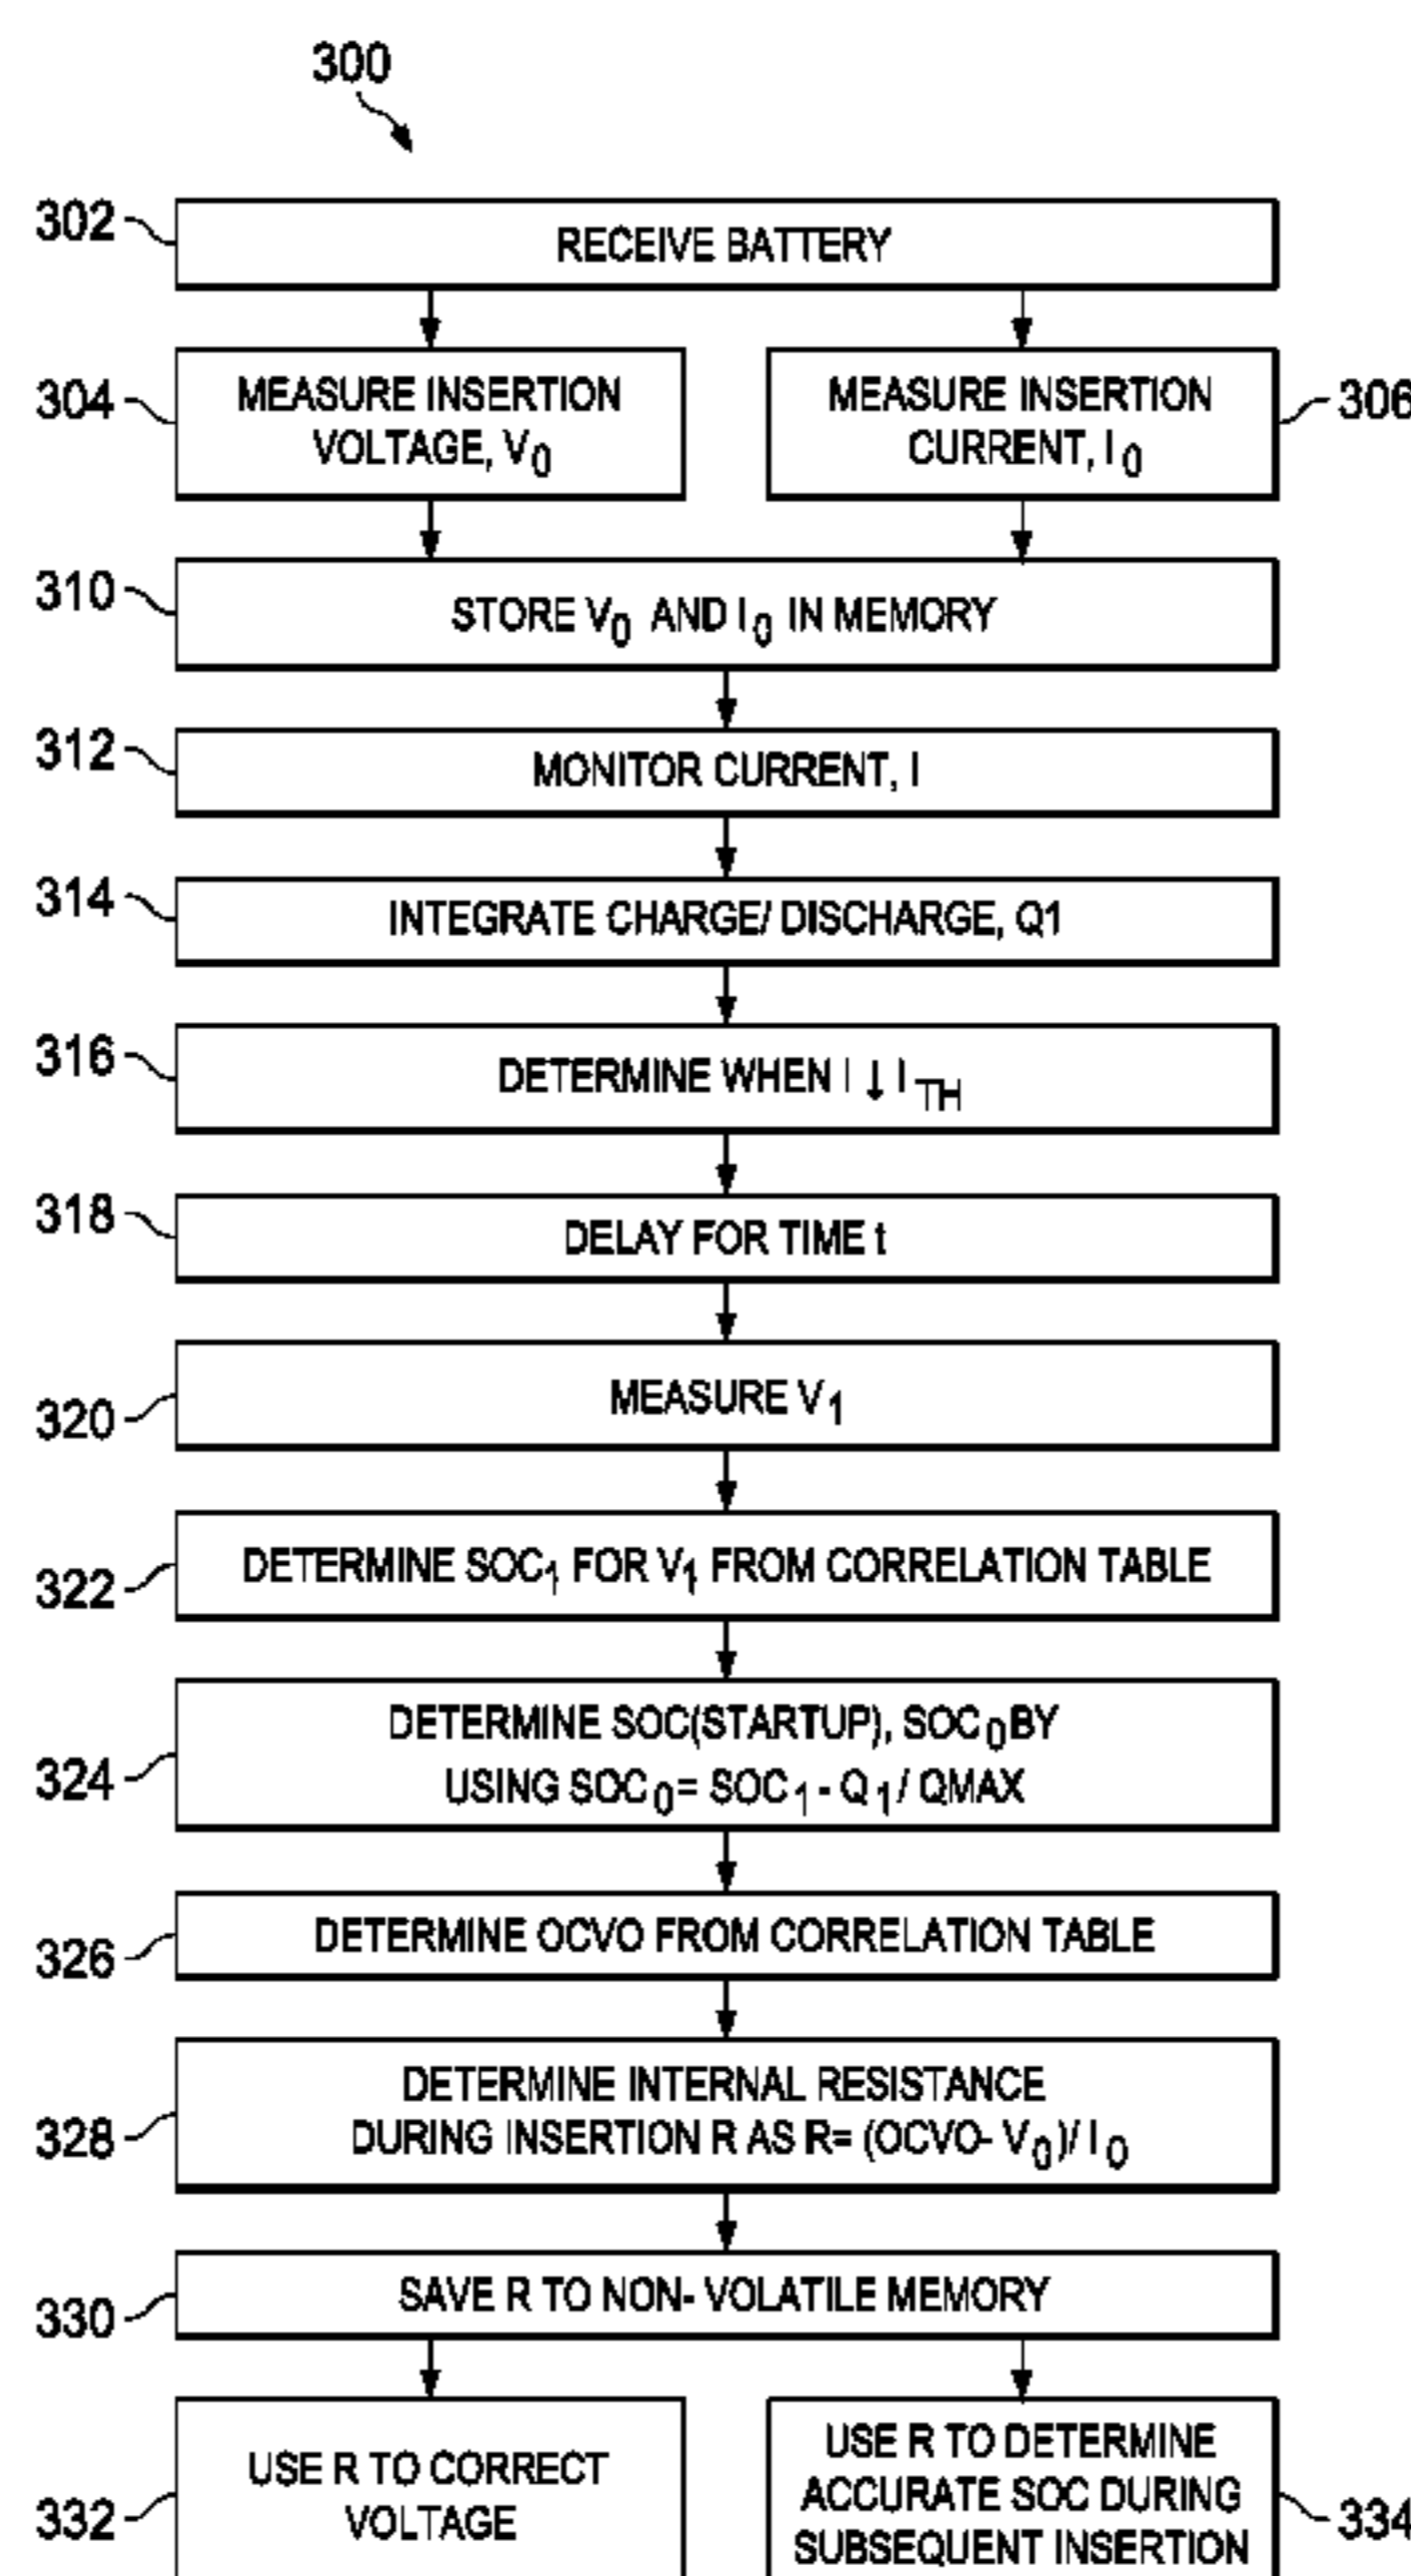 300
302
RECEIVE BATTERY
304
MEASURE INSERTION
VOLTAGE, V0
MEASURE INSERTION
CURRENT, I0
306
310
STORE V0 AND I0 IN MEMORY
312
MONITOR CURRENT, I
314
INTEGRATE CHARGE/ DISCHARGE, Q1
316
DETERMINE WHEN I ↓ ITH
318
DELAY FOR TIME t
320
MEASURE V1
322
DETERMINE SOC1 FOR V1 FROM CORRELATION TABLE
324
DETERMINE SOC(STARTUP), SOC0 BY
USING SOC0 = SOC1 - Q1 / QMAX
326
DETERMINE OCVO FROM CORRELATION TABLE
328
DETERMINE INTERNAL RESISTANCE
DURING INSERTION R AS R= (OCVO- V0)/ I0
330
SAVE R TO NON- VOLATILE MEMORY
332
USE R TO CORRECT
VOLTAGE
USE R TO DETERMINE
ACCURATE SOC DURING
SUBSEQUENT INSERTION
334